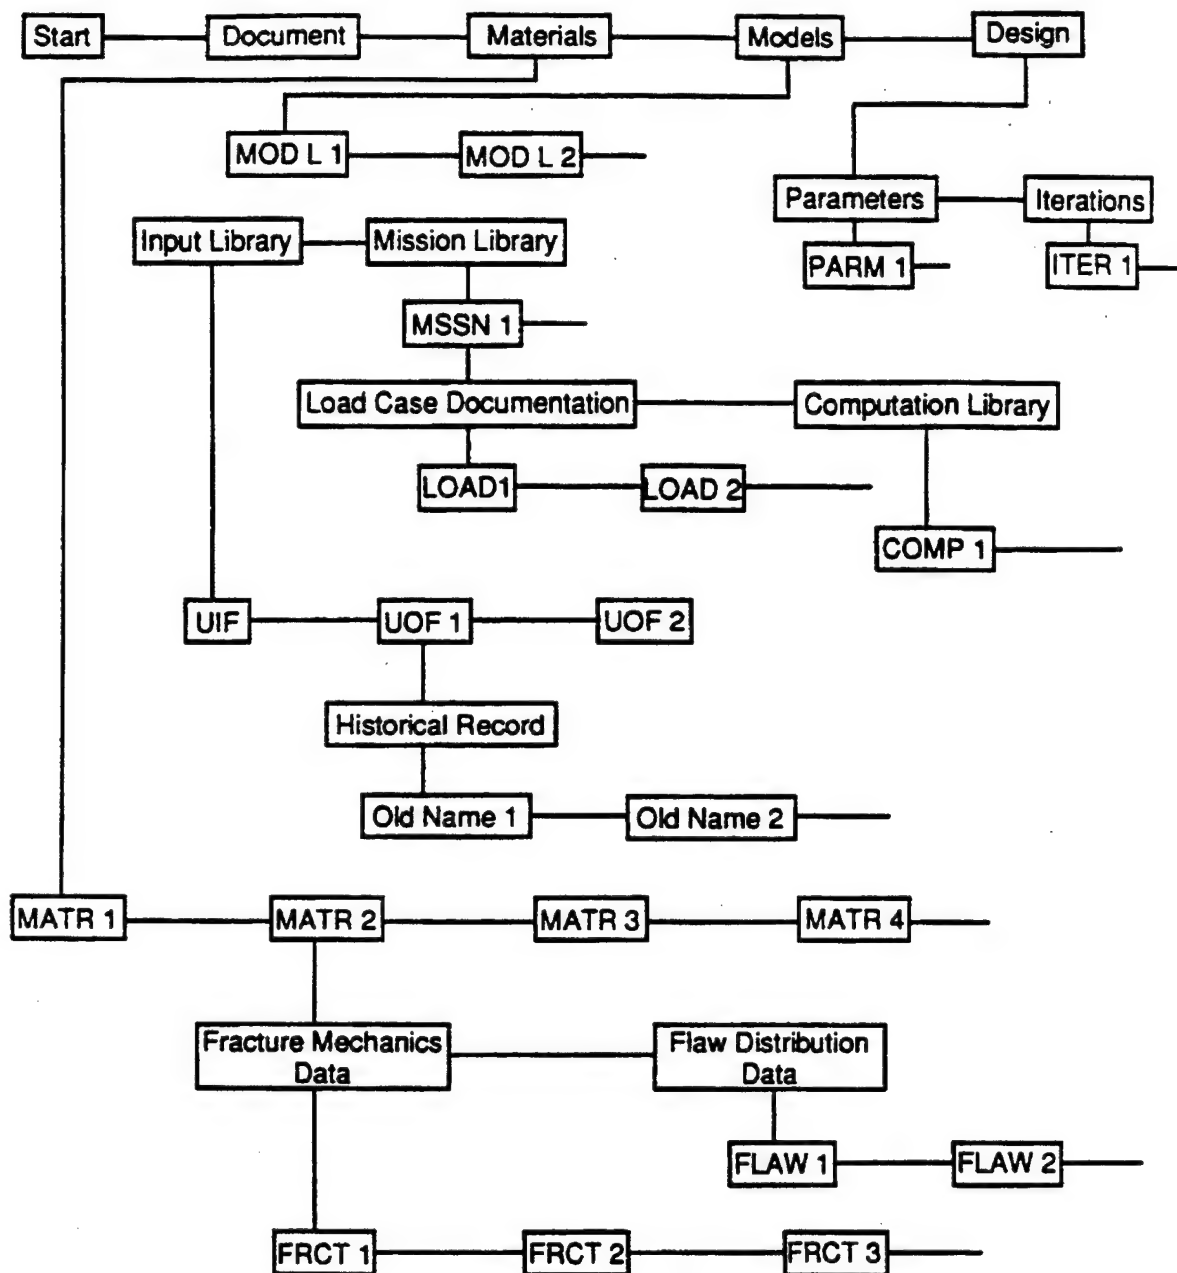 Start
Document
Materials
Models
Design
MOD L 1
MOD L 2
Parameters
Iterations
Input Library
Mission Library
PARM 1
ITER 1
MSSN 1
Load Case Documentation
Computation Library
LOAD1
LOAD 2
COMP 1
UIF
UOF 1
UOF 2
Historical Record
Old Name 1
Old Name 2
MATR 1
MATR 2
MATR 3
MATR 4
Fracture Mechanics
Data
Flaw Distribution
Data
FLAW 1
FLAW 2
FRCT 1
FRCT 2
FRCT 3